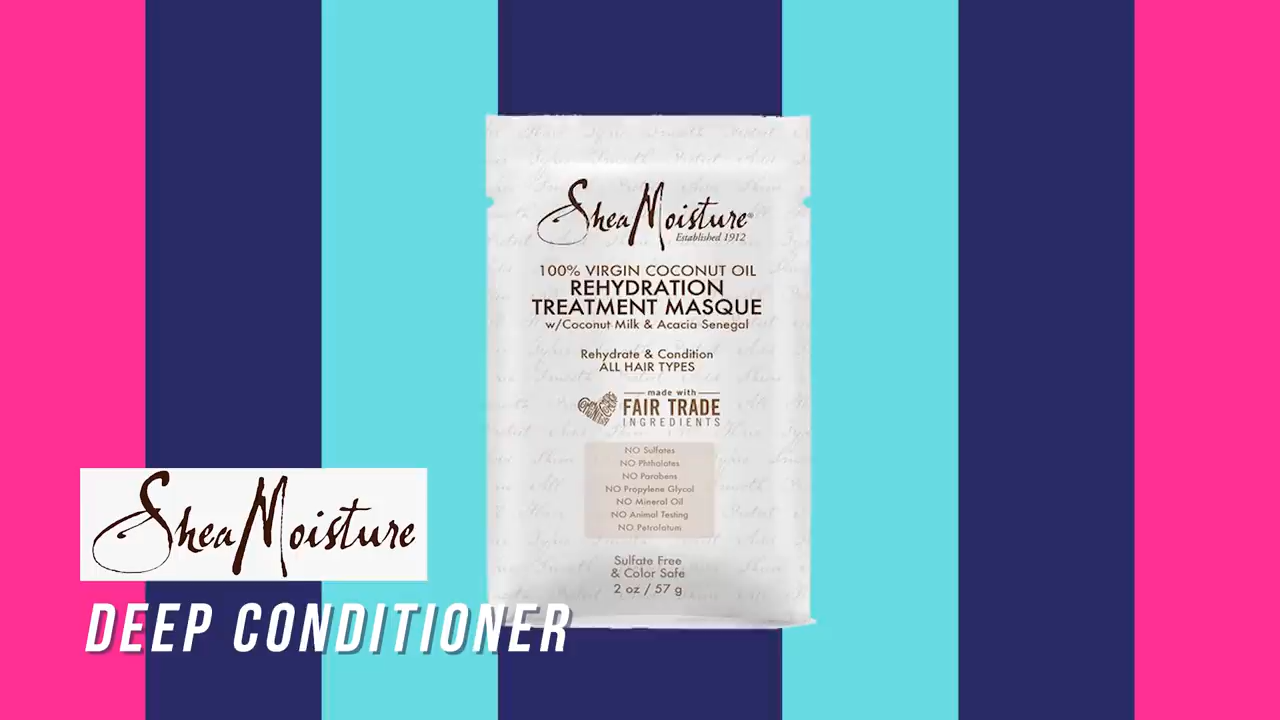 SheaMoisture®
Established 1912
100% VIRGIN COCONUT OIL
REHYDRATION
TREATMENT MASQUE
w/Coconut Milk & Acacia Senegal
Rehydrate & Condition
ALL HAIR TYPES
made with
FAIR TRADE
INGREDIENTS
NO Sulfates
NO Phthalates
NO Parabens
NO Propylene Glycol
NO Mineral Oil
NO Animal Testing
NO Petrolatum
Sulfate Free
& Color Safe
2 oz / 57 g
SheaMoisture
DEEP CONDITIONER